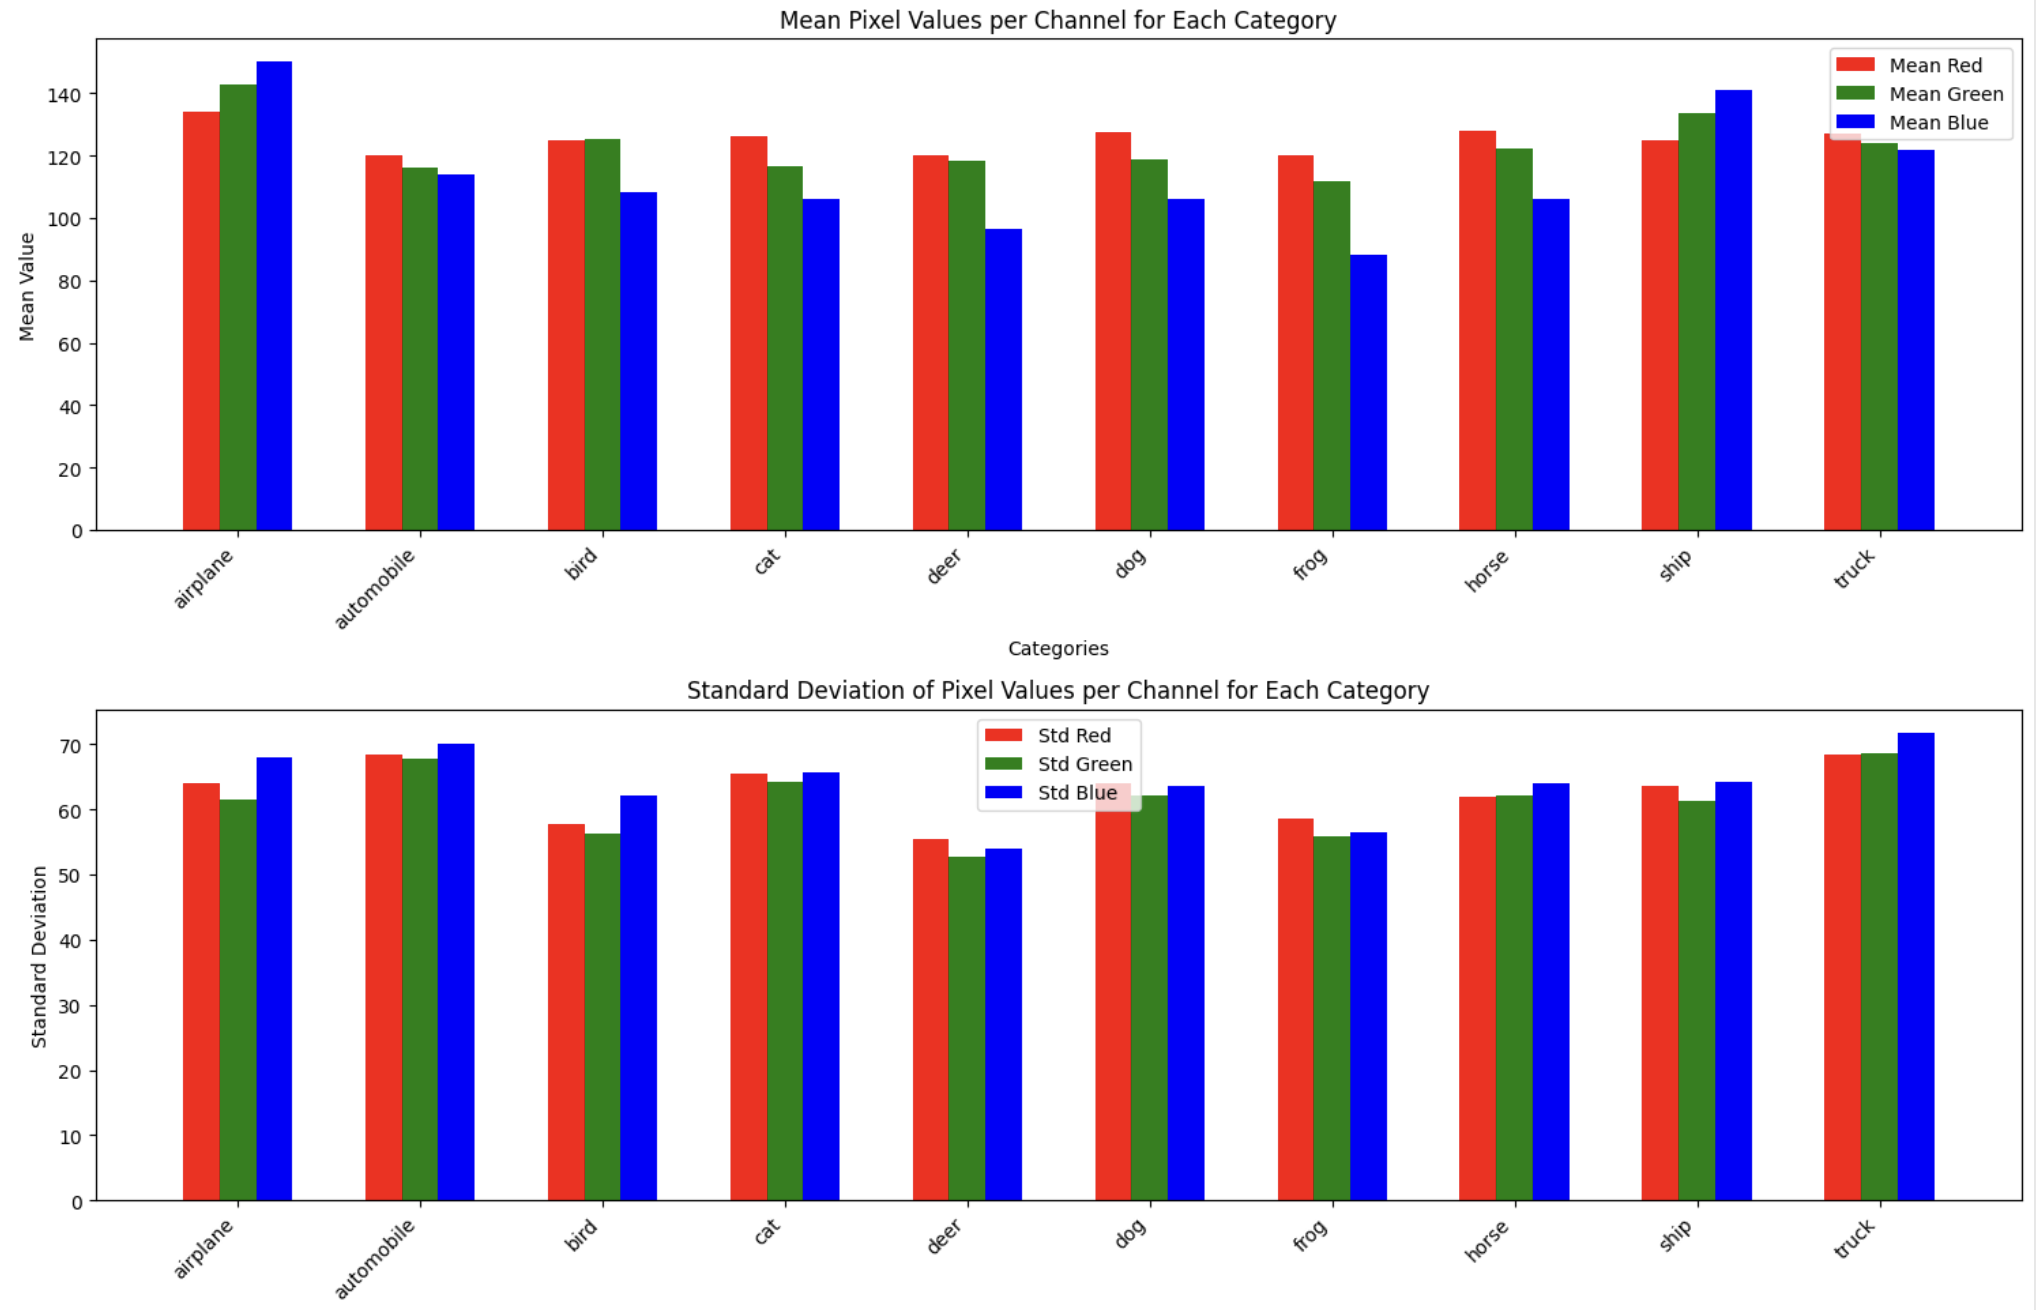 Mean Pixel Values per Channel for Each Category
Mean Red
Mean Green
Mean Blue
140
120
100
80
60
40
20
0
Mean Value
airplane
automobile
bird
cat
deer
dog
frog
horse
ship
truck
Categories
Standard Deviation of Pixel Values per Channel for Each Category
Std Red
Std Green
Std Blue
70
60
50
40
30
20
10
0
Standard Deviation
airplane
automobile
bird
cat
deer
dog
frog
horse
ship
truck